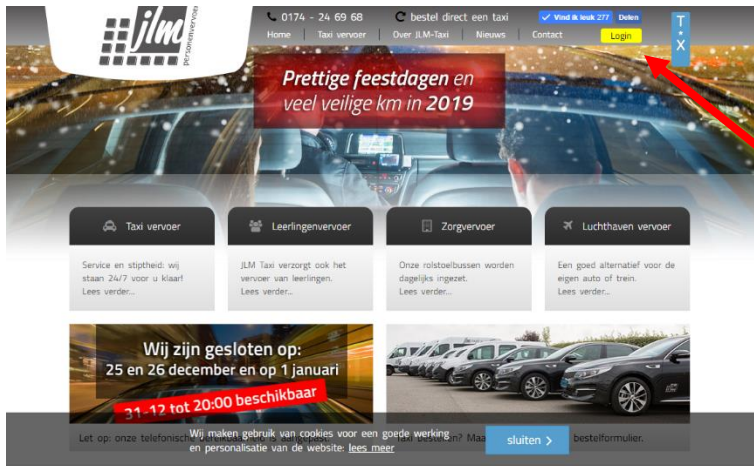 jlm
personenvervoer
0174 - 24 69 68
bestel direct een taxi
Vind ik leuk 277 Delen
Home Taxi vervoer Over JLM-Taxi Nieuws Contact Login
T*X
Prettige feestdagen en
veel veilige km in 2019
Taxi vervoer
Service en stiptheid: wij
staan 24/7 voor u klaar!
Lees verder...
Leerlingenvervoer
JLM Taxi verzorgt ook het
vervoer van leerlingen.
Lees verder...
Zorgvervoer
Onze rolstoelbussen worden
dagelijks ingezet.
Lees verder...
Luchthaven vervoer
Een goed alternatief voor de
eigen auto of trein.
Lees verder...
Wij zijn gesloten op:
25 en 26 december en op 1 januari
31-12 tot 20:00 beschikbaar
Let op: onze telefonische bereikbaarheid is aangepast.
bestelformulier.
Wij maken gebruik van cookies voor een goede werking
en personalisatie van de website: lees meer
sluiten >